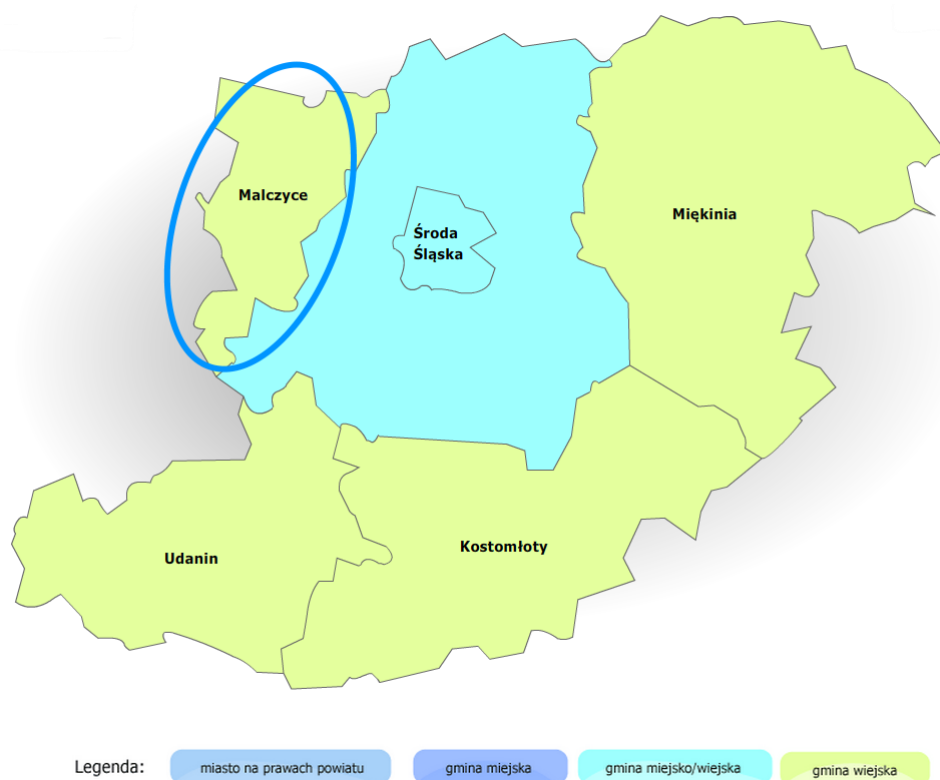 Malczyce
Środa
Śląska
Miękinia
Udanin
Kostomłoty
Legenda:
miasto na prawach powiatu
gmina miejska
gmina miejsko/wiejska
gmina wiejska